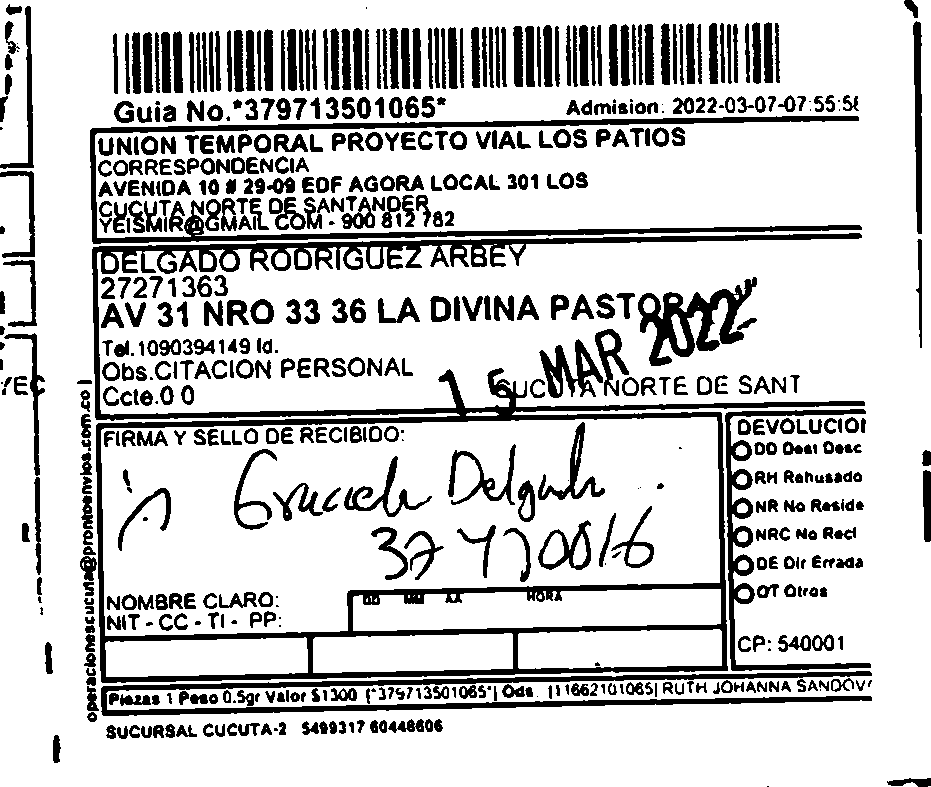 Guia No.*379713501065*
Admision: 2022-03-07-07:55:58
UNION TEMPORAL PROYECTO VIAL LOS PATIOS
CORRESPONDENCIA
AVENIDA 10 # 29-09 EDF AGORA LOCAL 301 LOS
CUCUTA NORTE DE SANTANDER
YEISMIR@GMAIL COM - 900 812 782
DELGADO RODRIGUEZ ARBEY
27271363
AV 31 NRO 33 36 LA DIVINA PASTORA
Tel.1090394149 Id.
Obs.CITACION PERSONAL
15 MAR 2022
Ccte.0 0
CUCUTA NORTE DE SANT
operacionescucuta@prontoenvios.com.co
FIRMA Y SELLO DE RECIBIDO:
Graciela Delgado
NOMBRE CLARO:
NIT - CC - TI - PP:
DD MM AA HORA
DEVOLUCIO
DD Dest Desc
RH Rehusado
NR No Reside
NRC No Recl
DE Dir Errada
OT Otros
CP: 540001
Piezas 1 Peso 0.5gr Valor $1300 [*379713501065*] Ods. [11662101065] RUTH JOHANNA SANDOV
SUCURSAL CUCUTA-2 5499317 60448606